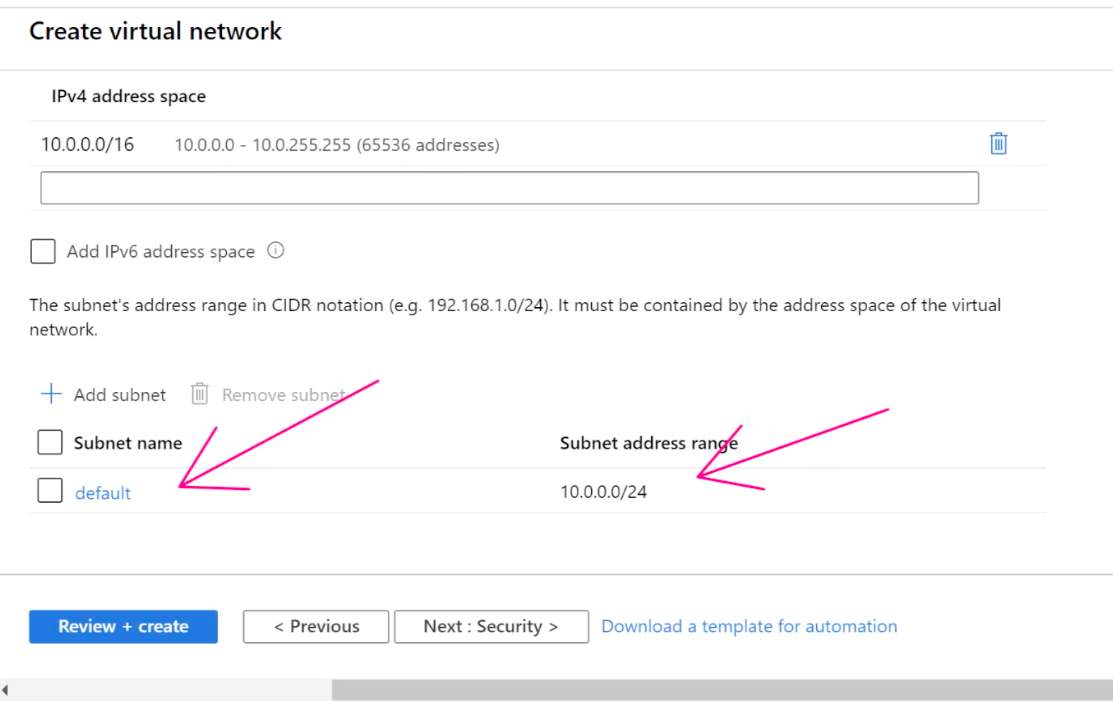 Create virtual network
IPv4 address space
10.0.0.0/16 10.0.0.0 - 10.0.255.255 (65536 addresses)
Add IPv6 address space
The subnet's address range in CIDR notation (e.g. 192.168.1.0/24). It must be contained by the address space of the virtual
network.
Add subnet Remove subnet
Subnet name Subnet address range
default 10.0.0.0/24
Review + create < Previous Next : Security > Download a template for automation